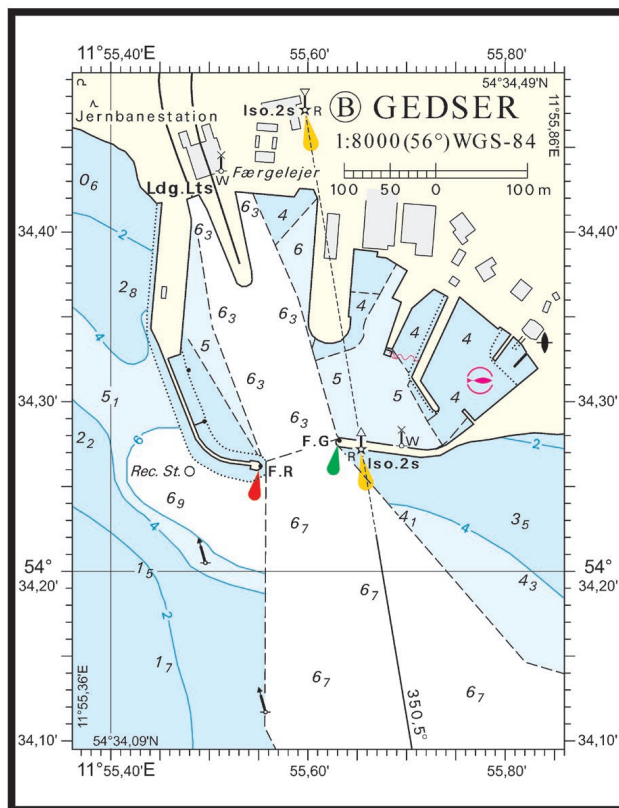 11°55,40' E 55,60' 55,80'
54°34,49'N
11°55,86'E
Iso.2s R B GEDSER
1:8000(56°)WGS-84
100 50 0 100 m
Jernbanestation
Færgelejer
W
Ldg.Lts
0₆ 6₃ 6₃ 4
34,40' 2 6₃ 6 34,40'
2₈ 6₃ 6₃ 4 4
4 5 6₃ 5 4 4
5₁ 34,30' 6₃ 5 34,30'
2₂ 6 F.G W 2
R Iso.2s
Rec. St. F.R
6₉ 6₇ 4₁ 4 3₅
4
54° 54°
1₅ 6₇ 4₃
34,20' 34,20'
2
1₇ 6₇ 6₇
350,5°
11°55,36'E
34,10' 34,10'
54°34,09'N
11°55,40'E 55,60' 55,80'